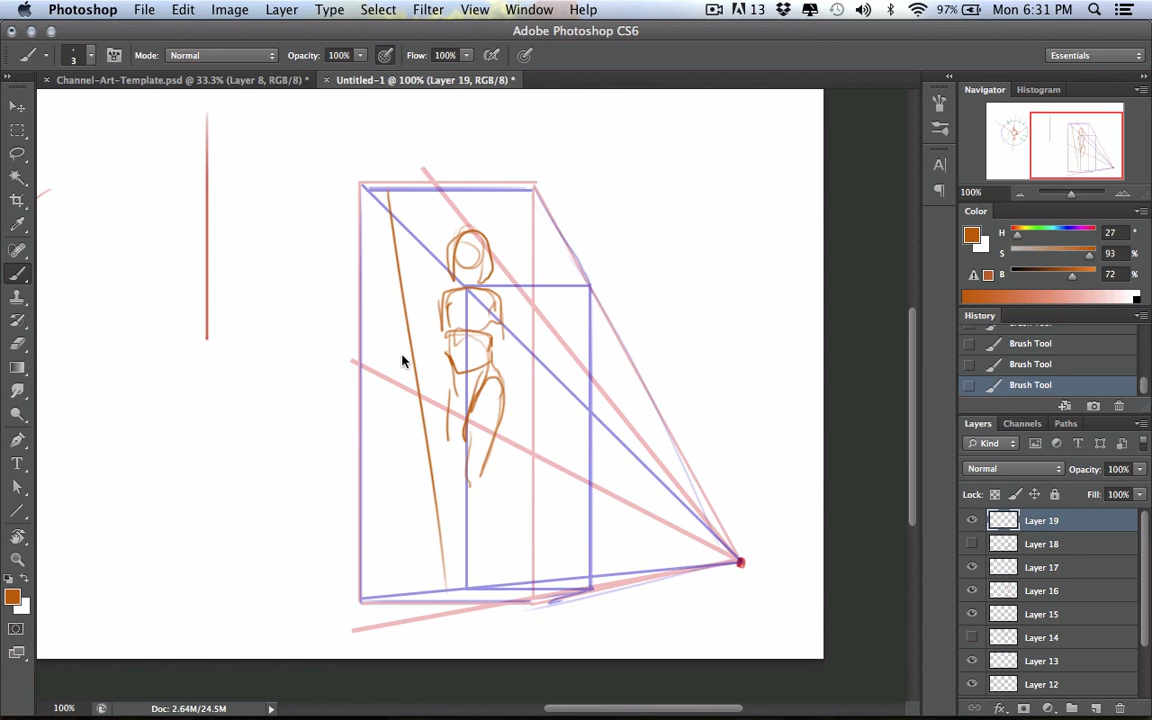 Photoshop File Edit Image Layer Type Select Filter View Window Help 13 97% Mon 6:31 PM
Adobe Photoshop CS6
3 Mode: Normal Opacity: 100% Flow: 100% Essentials
× Channel-Art-Template.psd @ 33.3% (Layer 8, RGB/8) * × Untitled-1 @ 100% (Layer 19, RGB/8) *
Navigator Histogram
100%
Color
H 27 °
S 93 %
B 72 %
History
Brush Tool
Brush Tool
Brush Tool
Layers Channels Paths
Kind
Normal Opacity: 100%
Lock: Fill: 100%
Layer 19
Layer 18
Layer 17
Layer 16
Layer 15
Layer 14
Layer 13
Layer 12
100% Doc: 2.64M/24.5M